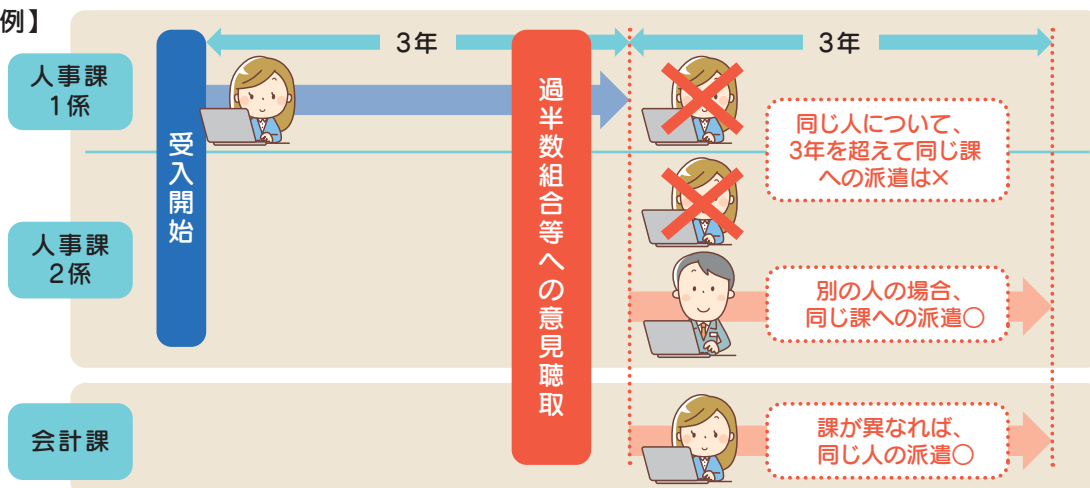 例】
3年
3年
人事課
1係
受入開始
過半数組合等への意見聴取
同じ人について、
3年を超えて同じ課
への派遣は×
人事課
2係
別の人の場合、
同じ課への派遣○
会計課
課が異なれば、
同じ人の派遣○